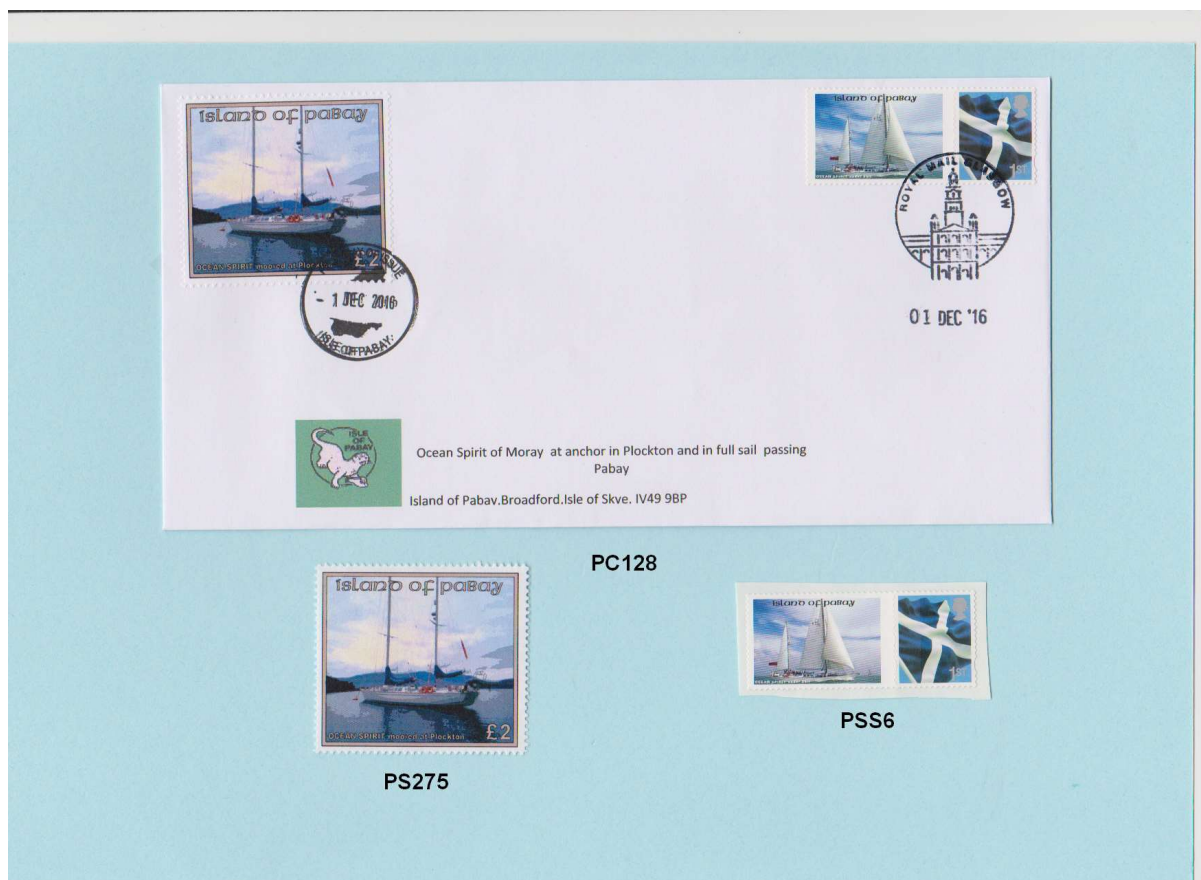 island of pabay
OCEAN SPIRIT moored at Plockton
£2
ISSUE
- 1 DEC 2016
ISLE OF PABAY.
island of pabay
1ST
ROYAL MAIL GLASGOW
01 DEC '16
ISLE
OF
PABAY
Ocean Spirit of Moray at anchor in Plockton and in full sail passing
Pabay
Island of Pabay.Broadford.Isle of Skye. IV49 9BP
PC128
island of pabay
OCEAN SPIRIT moored at Plockton
£2
PS275
island of pabay
1ST
PSS6